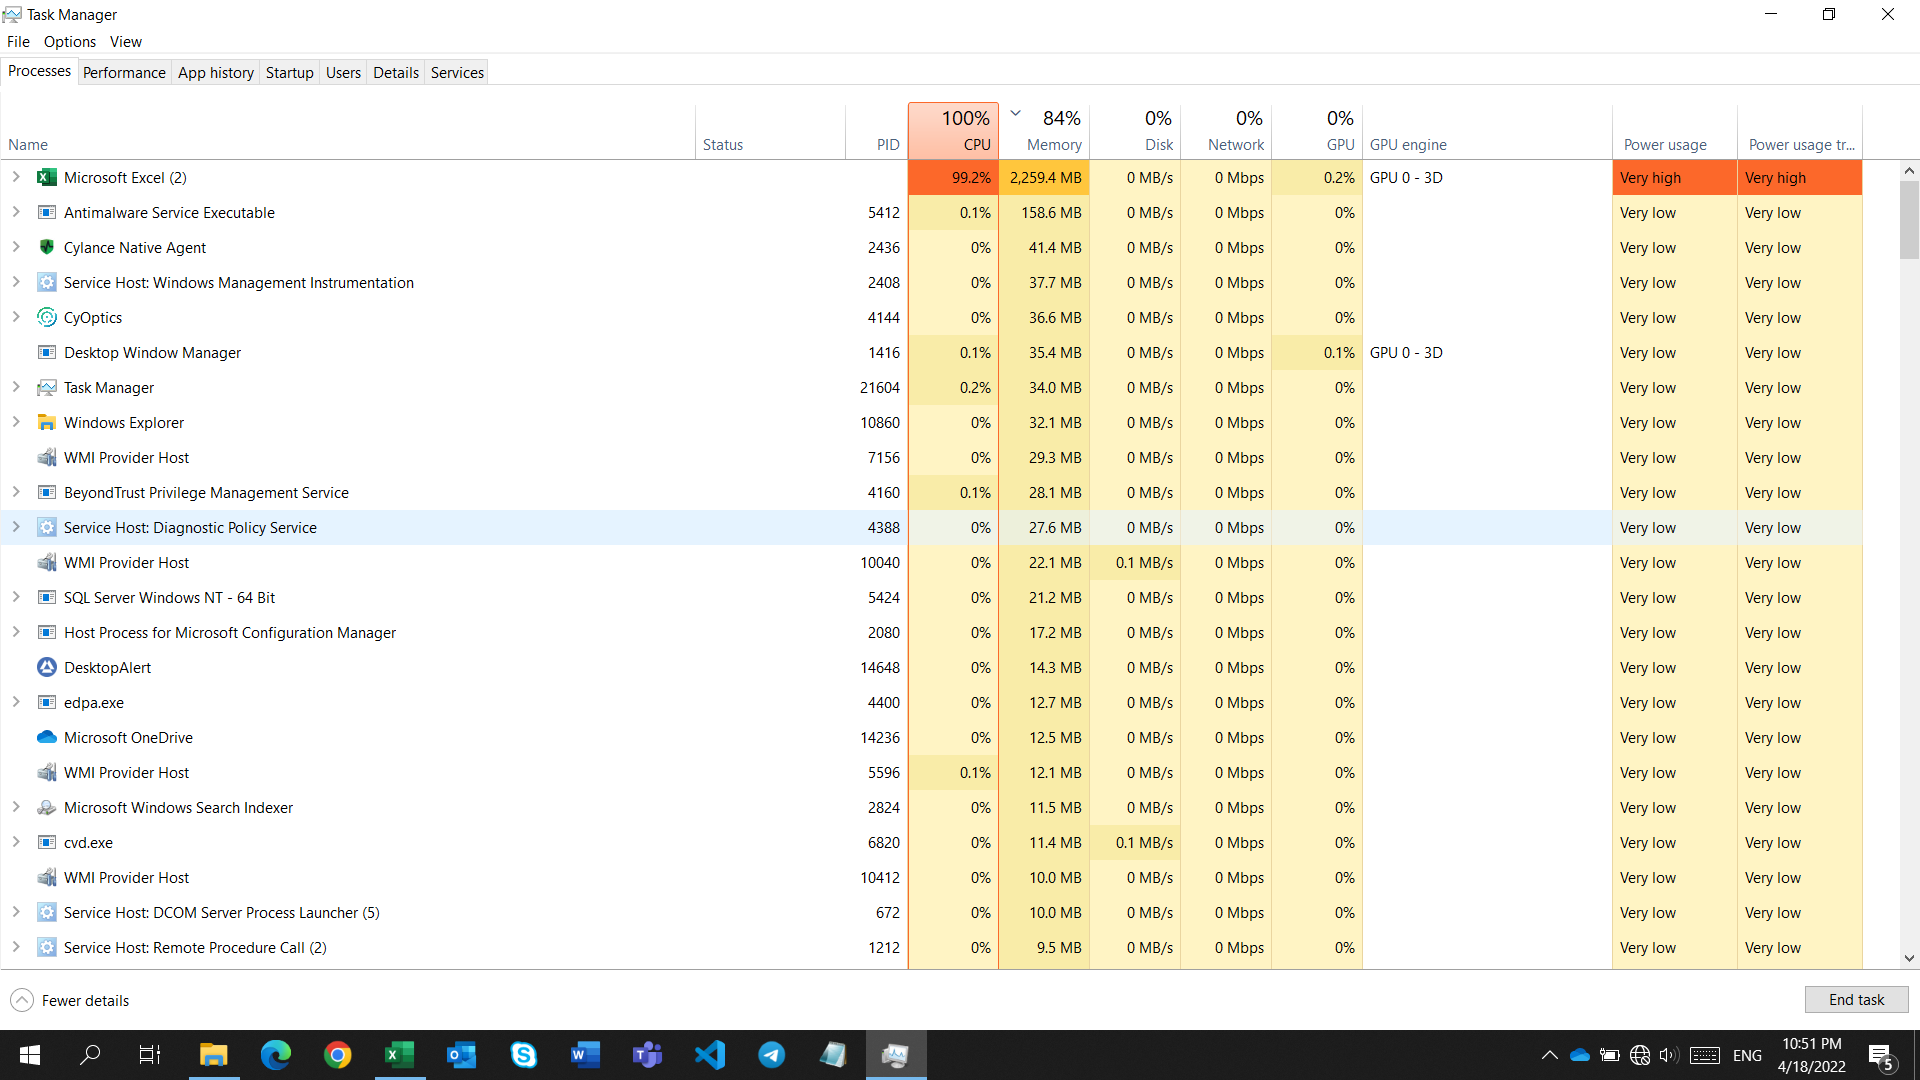 Task Manager
File Options View
Processes Performance App history Startup Users Details Services
100% 84% 0% 0% 0%
Name Status PID CPU Memory Disk Network GPU GPU engine Power usage Power usage tr...
Microsoft Excel (2) 99.2% 2,259.4 MB 0 MB/s 0 Mbps 0.2% GPU 0 - 3D Very high Very high
Antimalware Service Executable 5412 0.1% 158.6 MB 0 MB/s 0 Mbps 0% Very low Very low
Cylance Native Agent 2436 0% 41.4 MB 0 MB/s 0 Mbps 0% Very low Very low
Service Host: Windows Management Instrumentation 2408 0% 37.7 MB 0 MB/s 0 Mbps 0% Very low Very low
CyOptics 4144 0% 36.6 MB 0 MB/s 0 Mbps 0% Very low Very low
Desktop Window Manager 1416 0.1% 35.4 MB 0 MB/s 0 Mbps 0.1% GPU 0 - 3D Very low Very low
Task Manager 21604 0.2% 34.0 MB 0 MB/s 0 Mbps 0% Very low Very low
Windows Explorer 10860 0% 32.1 MB 0 MB/s 0 Mbps 0% Very low Very low
WMI Provider Host 7156 0% 29.3 MB 0 MB/s 0 Mbps 0% Very low Very low
BeyondTrust Privilege Management Service 4160 0.1% 28.1 MB 0 MB/s 0 Mbps 0% Very low Very low
Service Host: Diagnostic Policy Service 4388 0% 27.6 MB 0 MB/s 0 Mbps 0% Very low Very low
WMI Provider Host 10040 0% 22.1 MB 0.1 MB/s 0 Mbps 0% Very low Very low
SQL Server Windows NT - 64 Bit 5424 0% 21.2 MB 0 MB/s 0 Mbps 0% Very low Very low
Host Process for Microsoft Configuration Manager 2080 0% 17.2 MB 0 MB/s 0 Mbps 0% Very low Very low
DesktopAlert 14648 0% 14.3 MB 0 MB/s 0 Mbps 0% Very low Very low
edpa.exe 4400 0% 12.7 MB 0 MB/s 0 Mbps 0% Very low Very low
Microsoft OneDrive 14236 0% 12.5 MB 0 MB/s 0 Mbps 0% Very low Very low
WMI Provider Host 5596 0.1% 12.1 MB 0 MB/s 0 Mbps 0% Very low Very low
Microsoft Windows Search Indexer 2824 0% 11.5 MB 0 MB/s 0 Mbps 0% Very low Very low
cvd.exe 6820 0% 11.4 MB 0.1 MB/s 0 Mbps 0% Very low Very low
WMI Provider Host 10412 0% 10.0 MB 0 MB/s 0 Mbps 0% Very low Very low
Service Host: DCOM Server Process Launcher (5) 672 0% 10.0 MB 0 MB/s 0 Mbps 0% Very low Very low
Service Host: Remote Procedure Call (2) 1212 0% 9.5 MB 0 MB/s 0 Mbps 0% Very low Very low
Fewer details End task
ENG 10:51 PM
4/18/2022 5